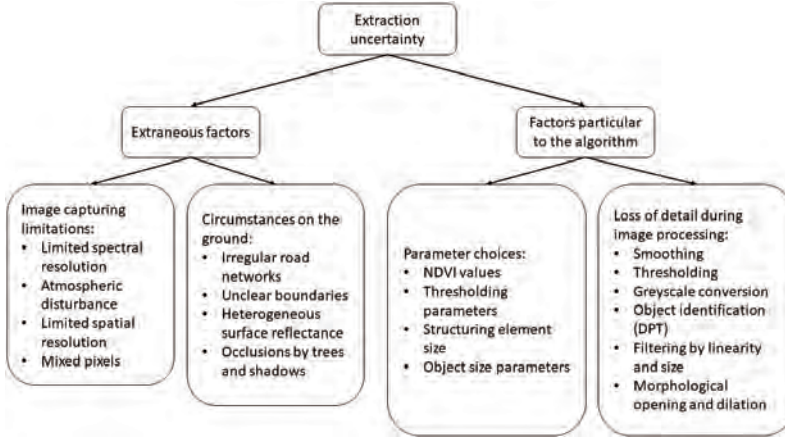 Extraction
uncertainty
Extraneous factors
Factors particular
to the algorithm
Image capturing
limitations:
• Limited spectral
resolution
• Atmospheric
disturbance
• Limited spatial
resolution
• Mixed pixels
Circumstances on the
ground:
• Irregular road
networks
• Unclear boundaries
• Heterogeneous
surface reflectance
• Occlusions by trees
and shadows
Parameter choices:
• NDVI values
• Thresholding
parameters
• Structuring element
size
• Object size parameters
Loss of detail during
image processing:
• Smoothing
• Thresholding
• Greyscale conversion
• Object identification
(DPT)
• Filtering by linearity
and size
• Morphological
opening and dilation